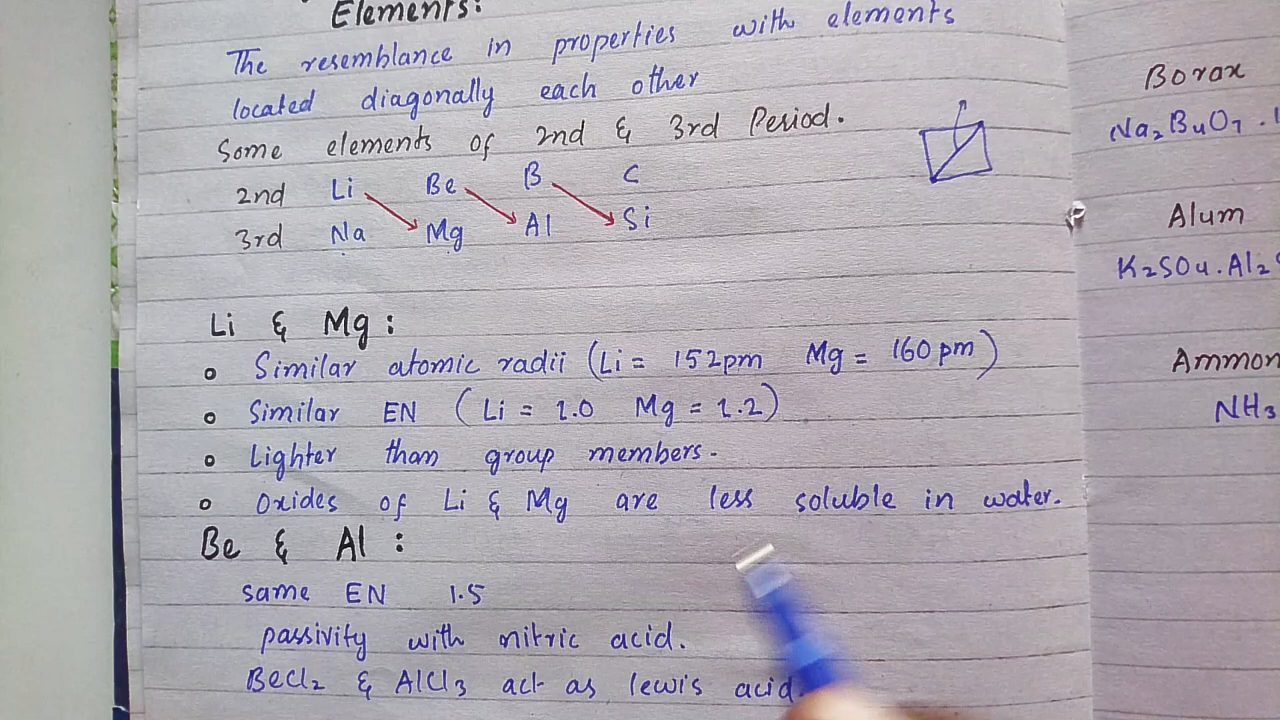 Elements:
The resemblance in properties with elements
located diagonally each other
Some elements of 2nd & 3rd Period.
2nd Li Be B C
3rd Na Mg Al Si
Li & Mg:
• Similar atomic radii (Li = 152pm Mg = 160pm)
• Similar EN (Li = 1.0 Mg = 1.2)
• Lighter than group members.
• Oxides of Li & Mg are less soluble in water.
Be & Al:
same EN 1.5
passivity with nitric acid.
BeCl2 & AlCl3 act as lewis acid.
Borax
Na2B4O7.
Alum
K2SO4.Al2
Ammon
NH3